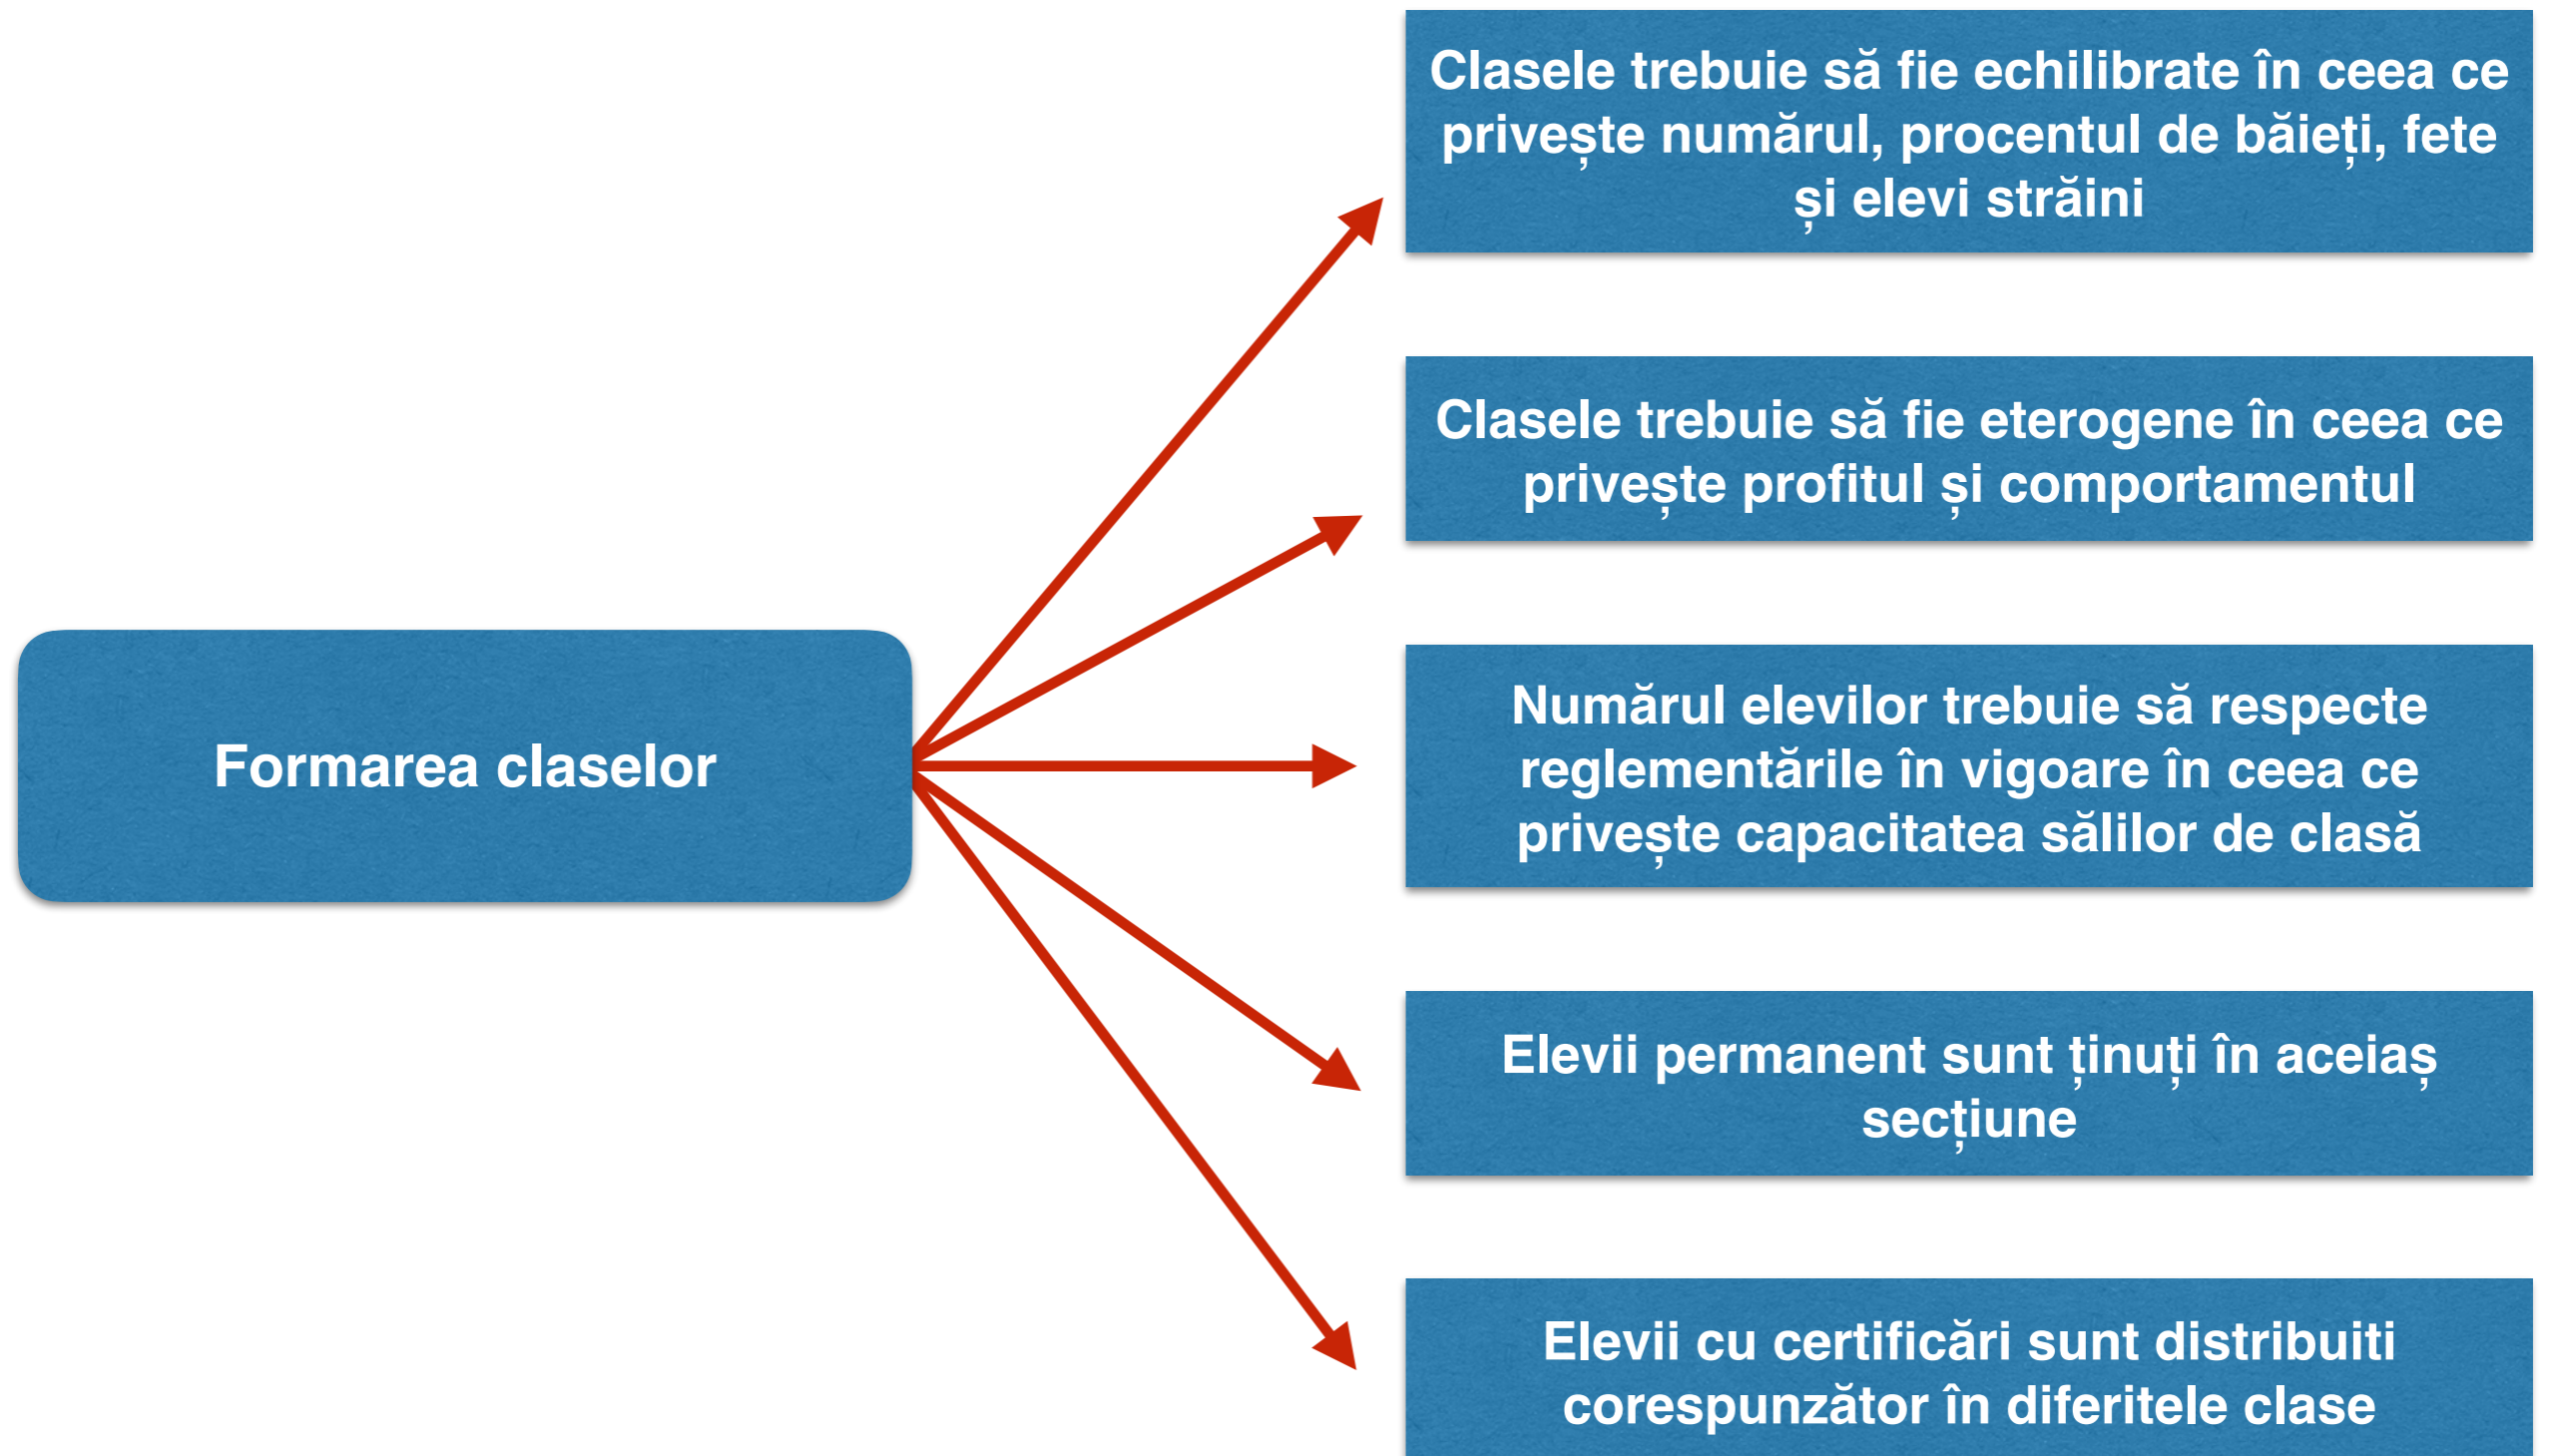 Clasele trebuie să fie echilibrate în ceea ce
privește numărul, procentul de băieți, fete
și elevi străini
Clasele trebuie să fie eterogene în ceea ce
privește profitul și comportamentul
Formarea claselor
Numărul elevilor trebuie să respecte
reglementările în vigoare în ceea ce
privește capacitatea sălilor de clasă
Elevii permanent sunt ținuți în aceiaș
secțiune
Elevii cu certificări sunt distribuiti
corespunzător în diferitele clase